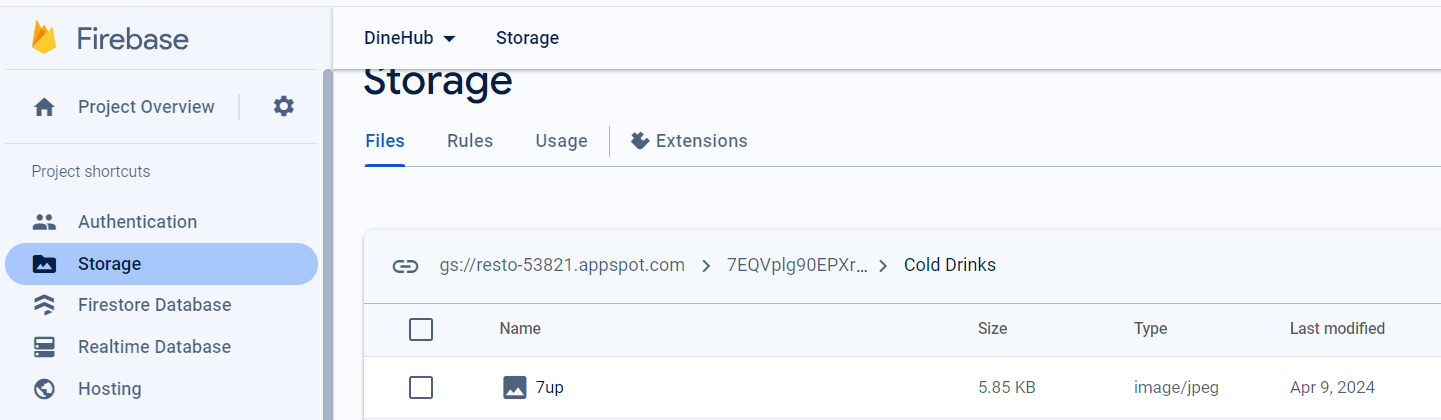 Firebase
DineHub Storage
Storage
Project Overview
Files Rules Usage Extensions
Project shortcuts
Authentication
Storage
Firestore Database
Realtime Database
Hosting
gs://resto-53821.appspot.com 7EQVplg90EPXr... Cold Drinks
Name Size Type Last modified
7up 5.85 KB image/jpeg Apr 9, 2024